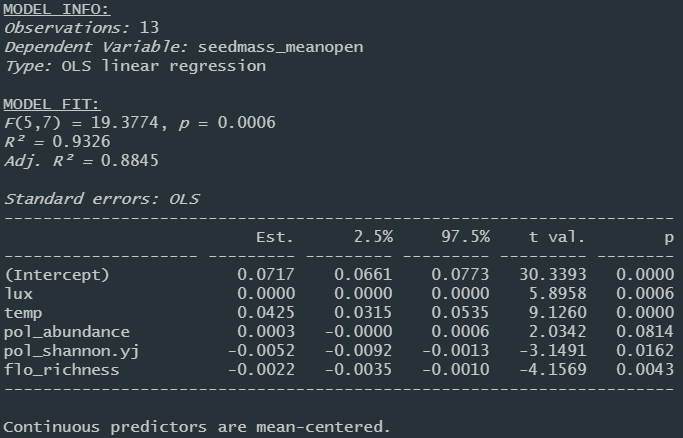 MODEL INFO:
Observations: 13
Dependent Variable: seedmass_meanopen
Type: OLS linear regression
MODEL FIT:
F(5,7) = 19.3774, p = 0.0006
R² = 0.9326
Adj. R² = 0.8845
Standard errors: OLS
---------------------------------------------------------------------
Est. 2.5% 97.5% t val. p
-------------------- --------- --------- --------- --------- --------
(Intercept) 0.0717 0.0661 0.0773 30.3393 0.0000
lux 0.0000 0.0000 0.0000 5.8958 0.0006
temp 0.0425 0.0315 0.0535 9.1260 0.0000
pol_abundance 0.0003 -0.0000 0.0006 2.0342 0.0814
pol_shannon.yj -0.0052 -0.0092 -0.0013 -3.1491 0.0162
flo_richness -0.0022 -0.0035 -0.0010 -4.1569 0.0043
---------------------------------------------------------------------
Continuous predictors are mean-centered.